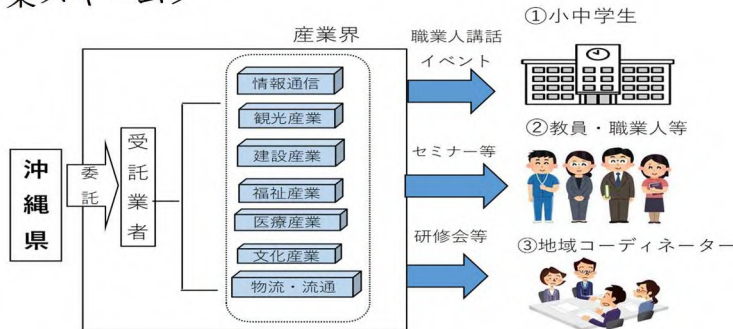 産業界
職業人講話
イベント
①小中学生
情報通信
観光産業
建設産業
福祉産業
医療産業
文化産業
物流・流通
沖縄県
委託
受託業者
セミナー等
②教員・職業人等
研修会等
③地域コーディネーター